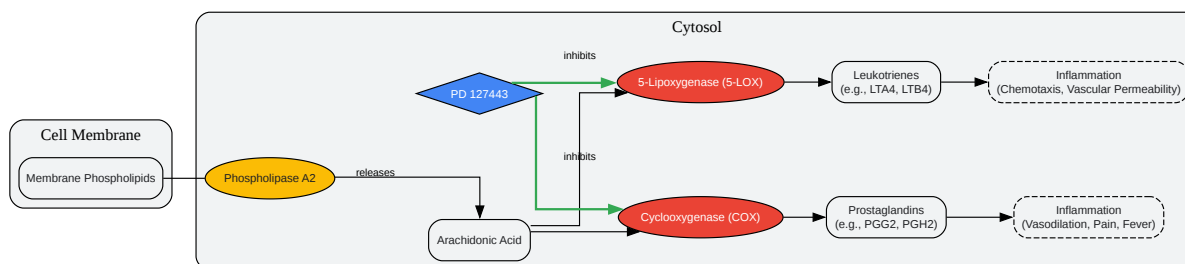 Cytosol
inhibits
5-Lipoxygenase (5-LOX)
Leukotrienes
(e.g., LTA4, LTB4)
Inflammation
(Chemotaxis, Vascular Permeability)
PD 127443
Cell Membrane
Membrane Phospholipids
Phospholipase A2
releases
inhibits
Arachidonic Acid
Cyclooxygenase (COX)
Prostaglandins
(e.g., PGG2, PGH2)
Inflammation
(Vasodilation, Pain, Fever)